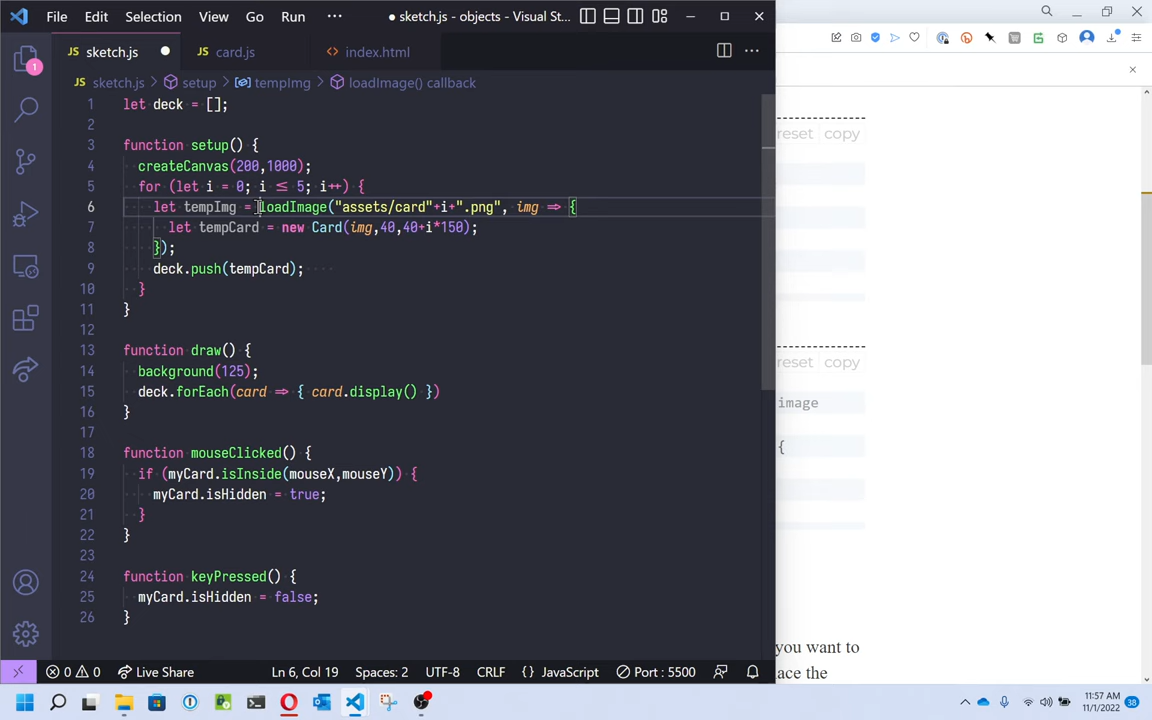 File Edit Selection View Go Run ··· ● sketch.js - objects - Visual St...
JS sketch.js ● JS card.js <> index.html ···
JS sketch.js > setup > tempImg > loadImage() callback
1 let deck = [];
2
3 function setup() {
4 createCanvas(200,1000);
5 for (let i = 0; i ≤ 5; i++) {
6 let tempImg = loadImage("assets/card"+i+".png", img ⇒ {
7 let tempCard = new Card(img,40,40+i*150);
8 });
9 deck.push(tempCard);
10 }
11 }
12
13 function draw() {
14 background(125);
15 deck.forEach(card ⇒ { card.display() })
16 }
17
18 function mouseClicked() {
19 if (myCard.isInside(mouseX,mouseY)) {
20 myCard.isHidden = true;
21 }
22 }
23
24 function keyPressed() {
25 myCard.isHidden = false;
26 }
1
reset copy
reset copy
image
{
you want to
ace the
0 0 Live Share Ln 6, Col 19 Spaces: 2 UTF-8 CRLF {} JavaScript Port : 5500
11:57 AM
11/1/2022
38